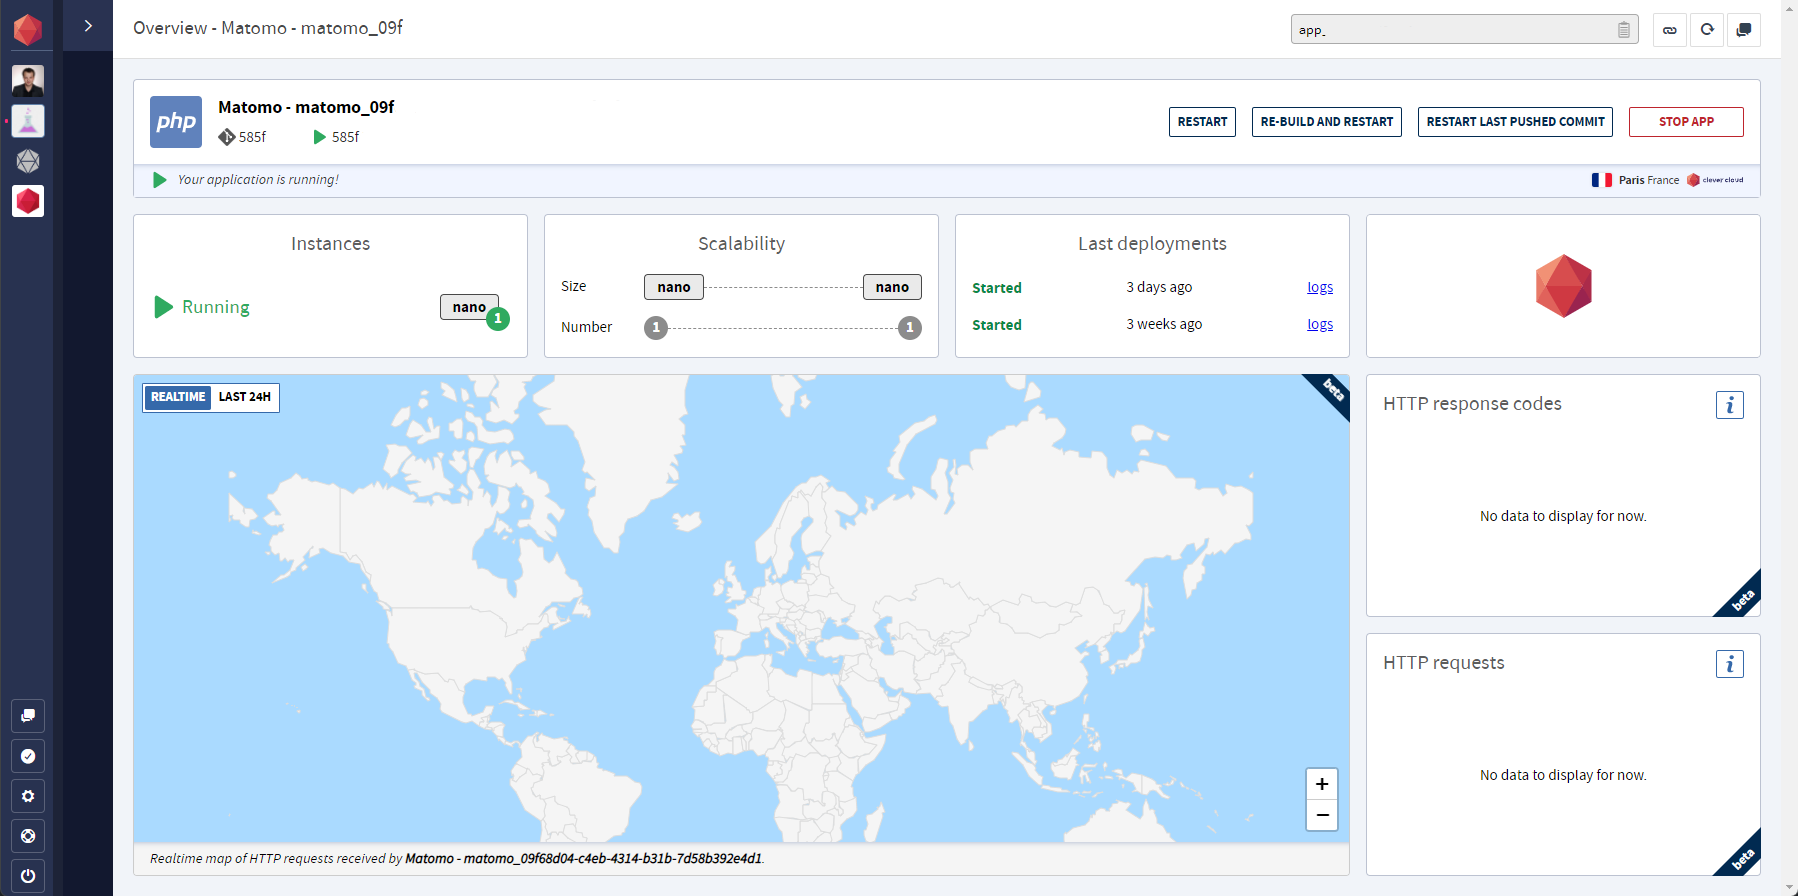 Overview - Matomo - matomo_09f
app_
php
Matomo - matomo_09f
585f
585f
RESTART
RE-BUILD AND RESTART
RESTART LAST PUSHED COMMIT
STOP APP
Your application is running!
Paris France
clever cloud
Instances
Running
nano
1
Scalability
Size
nano
nano
Number
1
1
Last deployments
Started
3 days ago
logs
Started
3 weeks ago
logs
REALTIME
LAST 24H
beta
HTTP response codes
i
No data to display for now.
beta
HTTP requests
i
No data to display for now.
beta
+
−
Realtime map of HTTP requests received by Matomo - matomo_09f68d04-c4eb-4314-b31b-7d58b392e4d1.